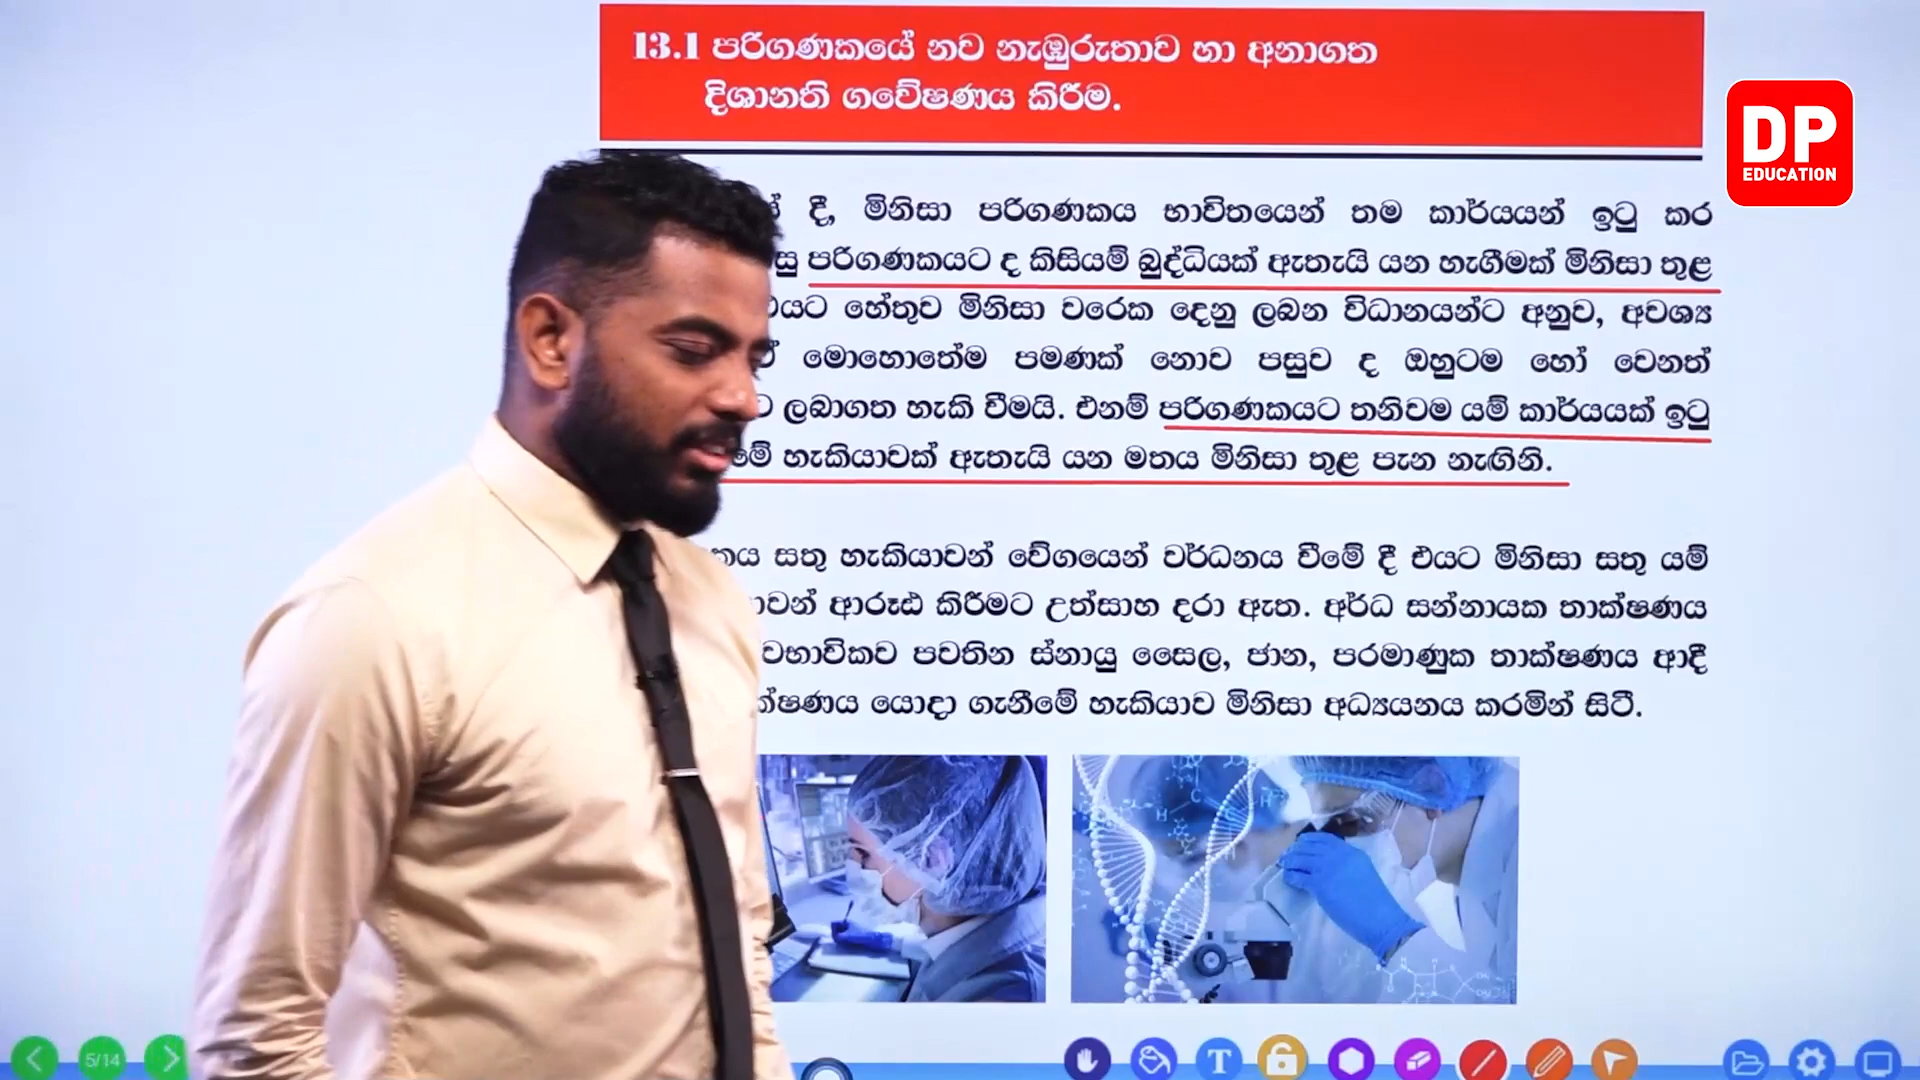 13.1 පරිගණකයේ නව නැඹුරුතාව හා අනාගත
දිශානති ගවේෂණය කිරීම.
DP
EDUCATION
දී, මිනිසා පරිගණකය භාවිතයෙන් තම කාර්යයන් ඉටු කර
පරිගණකයට ද කිසියම් බුද්ධියක් ඇතැයි යන හැගීමක් මිනිසා තුළ
හේතුව මිනිසා වරෙක දෙනු ලබන විධානයන්ට අනුව, අවශ්‍ය
මොහොතේම පමණක් නොව පසුව ද ඔහුටම හෝ වෙනත්
ලබාගත හැකි වීමයි. එනම් පරිගණකයට තනිවම යම් කාර්යයක් ඉටු
හැකියාවක් ඇතැයි යන මතය මිනිසා තුළ පැන නැඟිනි.
සතු හැකියාවන් වේගයෙන් වර්ධනය වීමේ දී එයට මිනිසා සතු යම්
ආරූඪ කිරීමට උත්සාහ දරා ඇත. අර්ධ සන්නායක තාක්ෂණය
පවතින ස්නායු සෛල, ජාන, පරමාණුක තාක්ෂණය ආදී
යොදා ගැනීමේ හැකියාව මිනිසා අධ්‍යයනය කරමින් සිටී.
5/14